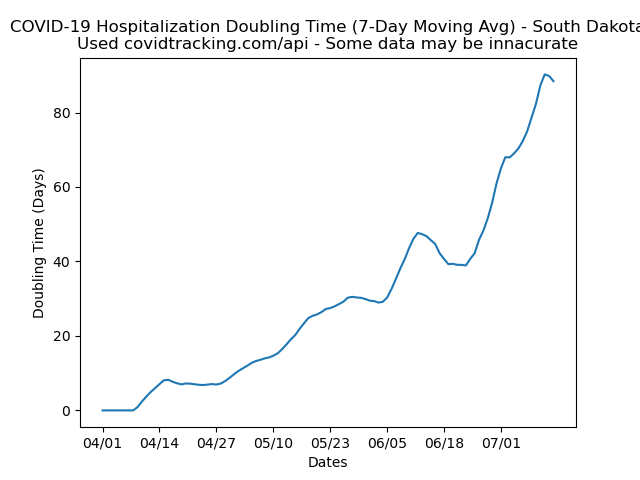 COVID-19 Hospitalization Doubling Time (7-Day Moving Avg) - South Dakota
Used covidtracking.com/api - Some data may be innacurate
80
60
40
20
0
Doubling Time (Days)
04/01 04/14 04/27 05/10 05/23 06/05 06/18 07/01
Dates